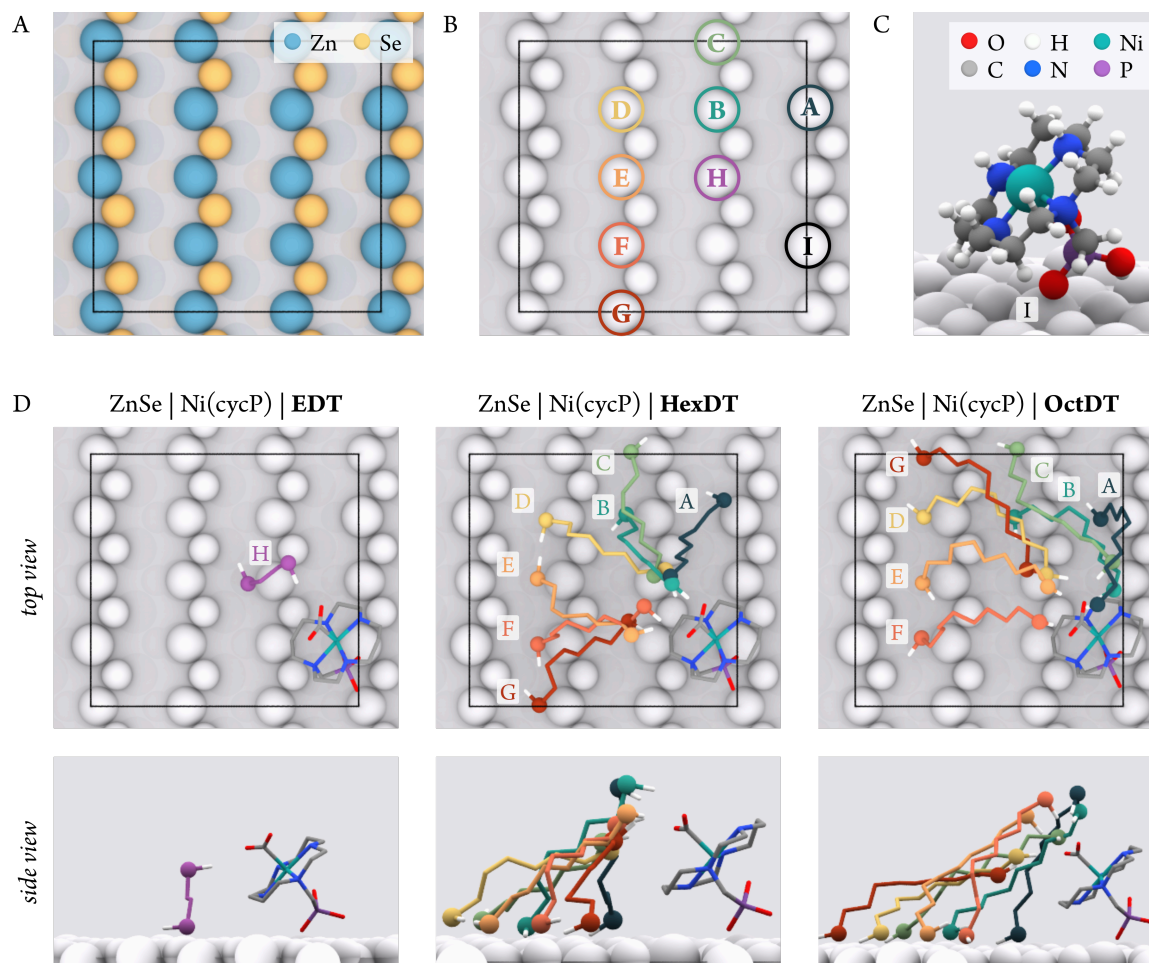 A
Zn Se
B
C
D
B
A
E
H
F
I
G
C
O H Ni
C N P
I
D
ZnSe | Ni(cycP) | EDT
ZnSe | Ni(cycP) | HexDT
ZnSe | Ni(cycP) | OctDT
top view
H
C
B
A
D
E
F
G
G
C
B
A
D
E
F
side view